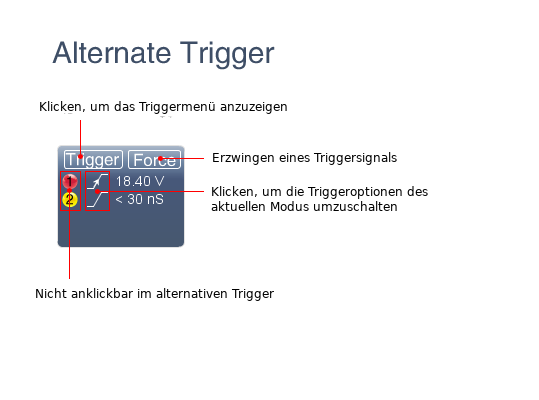 Alternate Trigger
Klicken, um das Triggermenü anzuzeigen
Trigger Force
Erzwingen eines Triggersignals
1 18.40 V
Klicken, um die Triggeroptionen des
2 < 30 nS
aktuellen Modus umzuschalten
Nicht anklickbar im alternativen Trigger